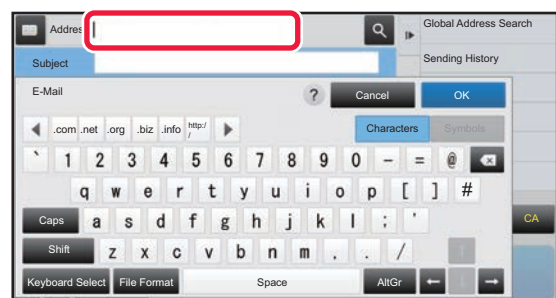 Addres
Global Address Search
Subject
Sending History
E-Mail
?
Cancel
OK
.com .net .org .biz .info http:/
/
Characters
Symbols
` 1 2 3 4 5 6 7 8 9 0 - = @
q w e r t y u i o p [ ] #
Caps a s d f g h j k l ; '
CA
Shift z x c v b n m . . /
Keyboard Select File Format Space AltGr